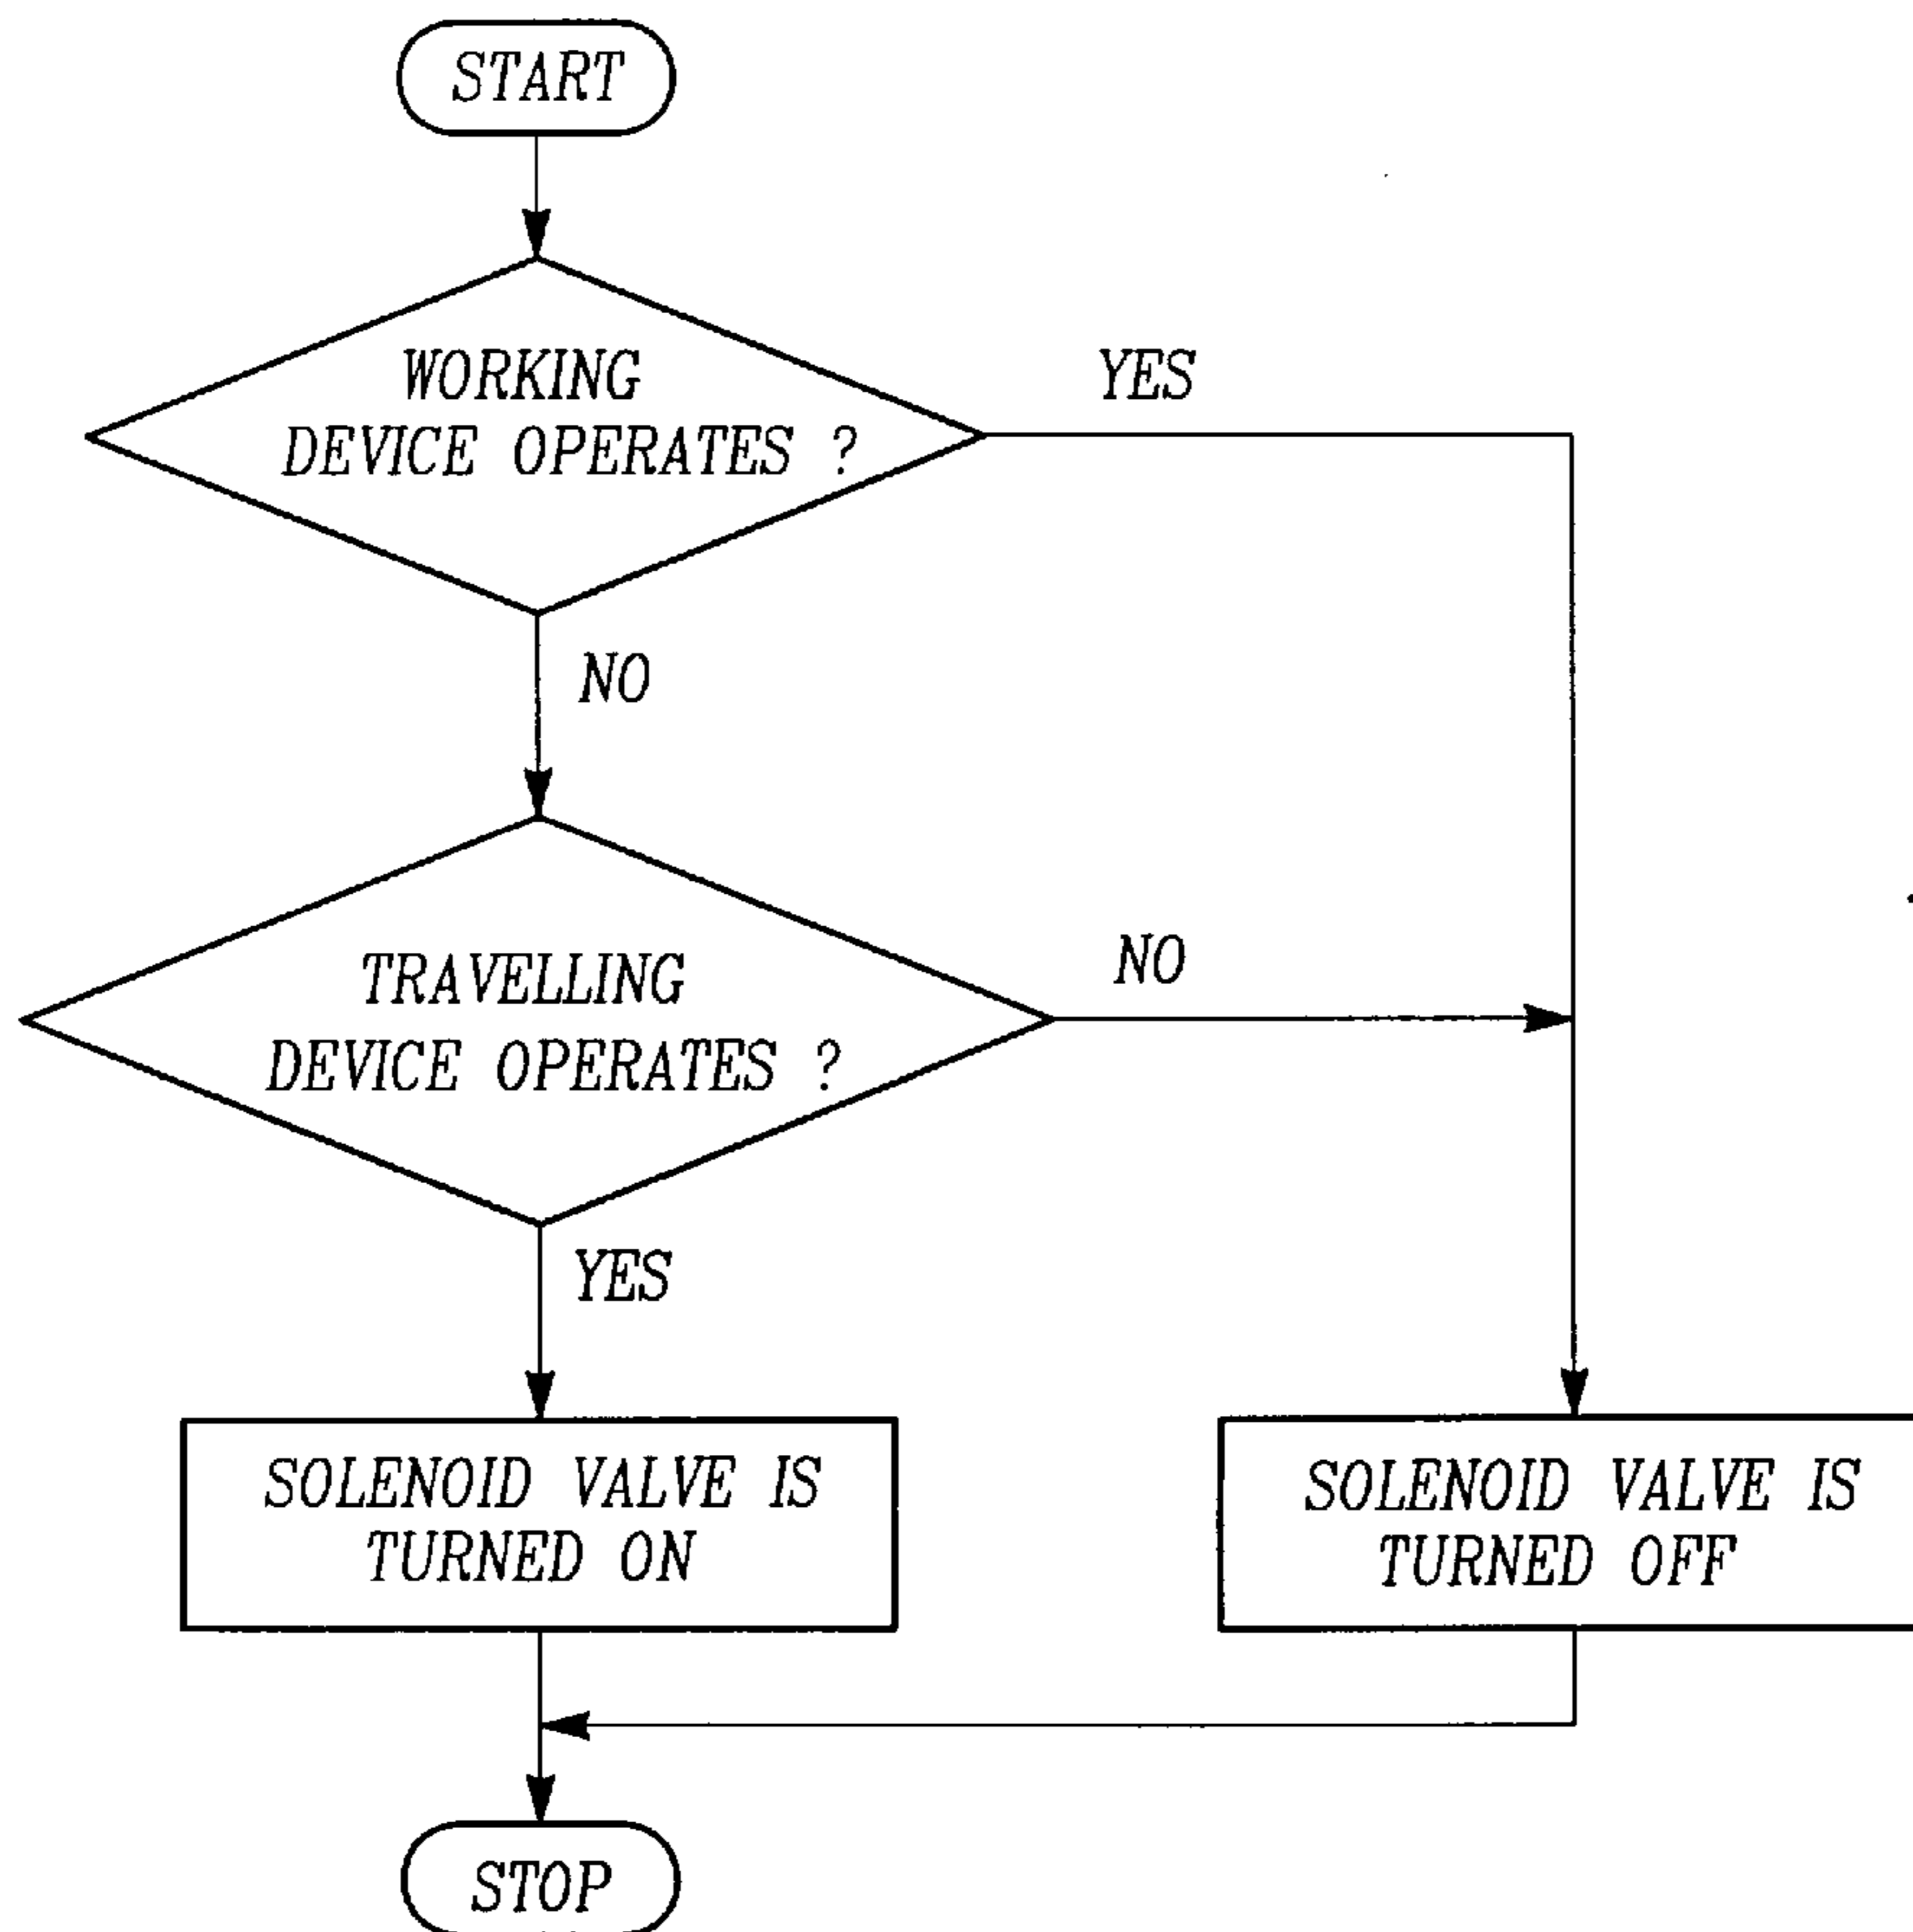 START
WORKING
DEVICE OPERATES ?
YES
NO
TRAVELLING
DEVICE OPERATES ?
NO
YES
SOLENOID VALVE IS
TURNED ON
SOLENOID VALVE IS
TURNED OFF
STOP